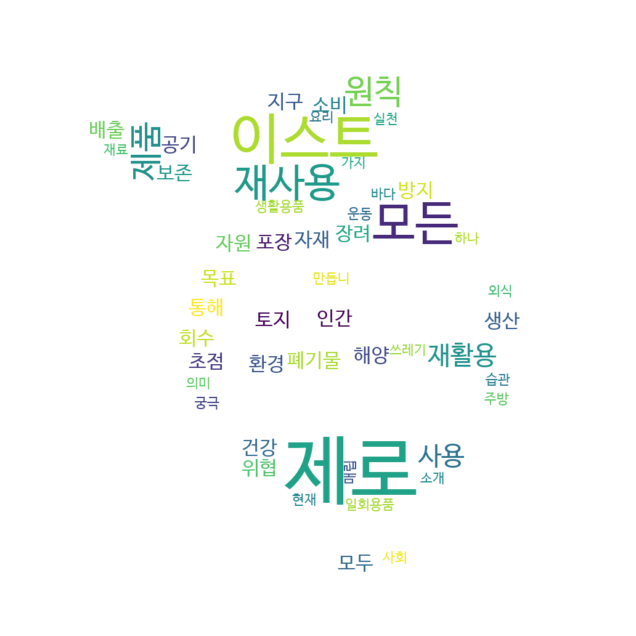 원칙
지구
소비
요리
실천
배출
재료
제품
공기
보존
이스트
가지
재사용
생활용품
바다
방지
운동
모든
자원
포장
자재
장려
하나
목표
만듭니
통해
외식
토지
인간
생산
회수
초점
환경
폐기물
해양
쓰레기
재활용
의미
습관
궁극
주방
건강
위협
제로
매립
사용
소개
현재
일회용품
모두
사회